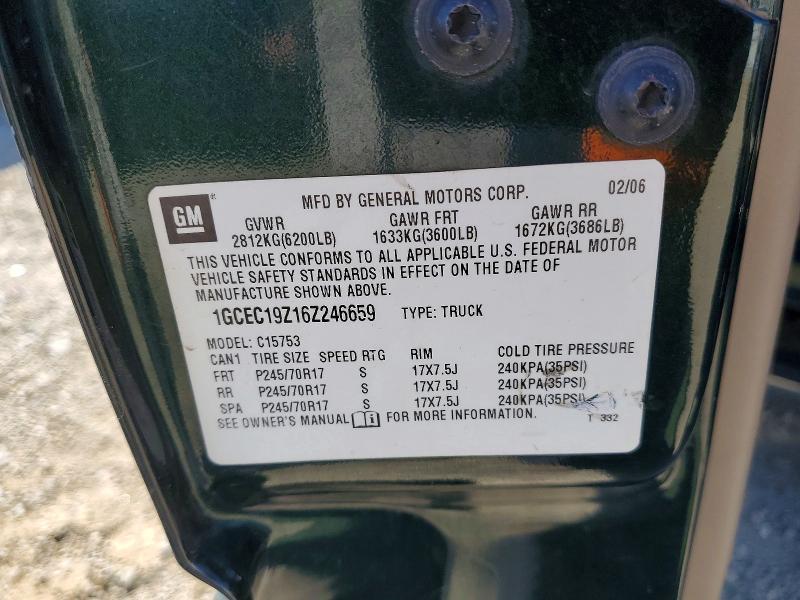 GM MFD BY GENERAL MOTORS CORP. 02/06
GVWR GAWR FRT GAWR RR
2812KG(6200LB) 1633KG(3600LB) 1672KG(3686LB)
THIS VEHICLE CONFORMS TO ALL APPLICABLE U.S. FEDERAL MOTOR
VEHICLE SAFETY STANDARDS IN EFFECT ON THE DATE OF
MANUFACTURE SHOWN ABOVE.
1GCEC19Z16Z246659 TYPE: TRUCK
MODEL: C15753
CAN1 TIRE SIZE SPEED RTG RIM COLD TIRE PRESSURE
FRT P245/70R17 S 17X7.5J 240KPA(35PSI)
RR P245/70R17 S 17X7.5J 240KPA(35PSI)
SPA P245/70R17 S 17X7.5J 240KPA(35PSI)
SEE OWNER'S MANUAL i FOR MORE INFORMATION. T 332